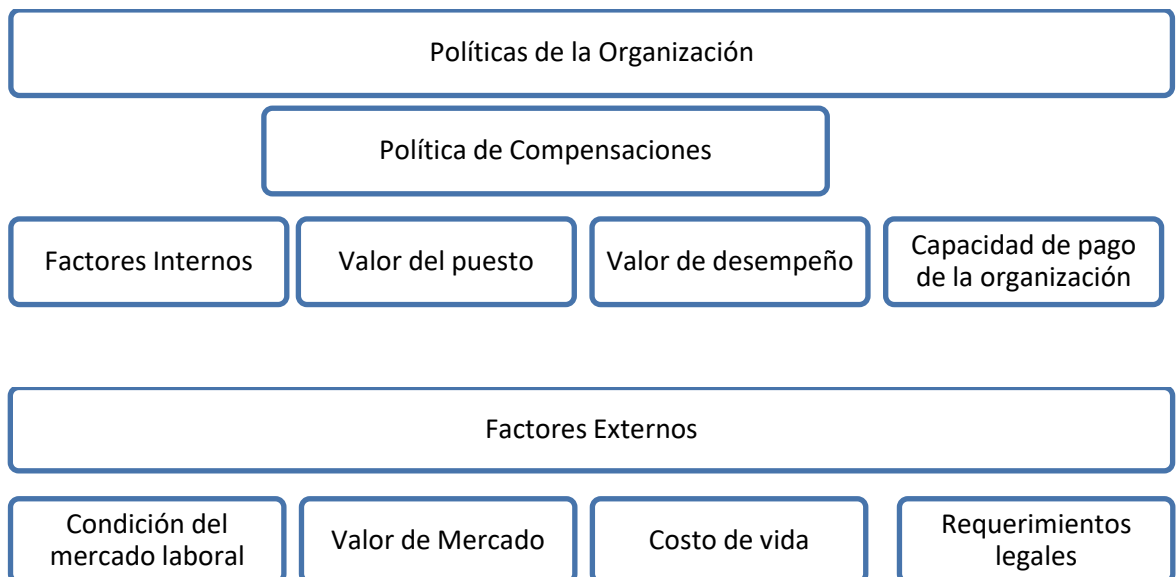 Políticas de la Organización
Política de Compensaciones
Factores Internos
Valor del puesto
Valor de desempeño
Capacidad de pago
de la organización
Factores Externos
Condición del
mercado laboral
Valor de Mercado
Costo de vida
Requerimientos
legales